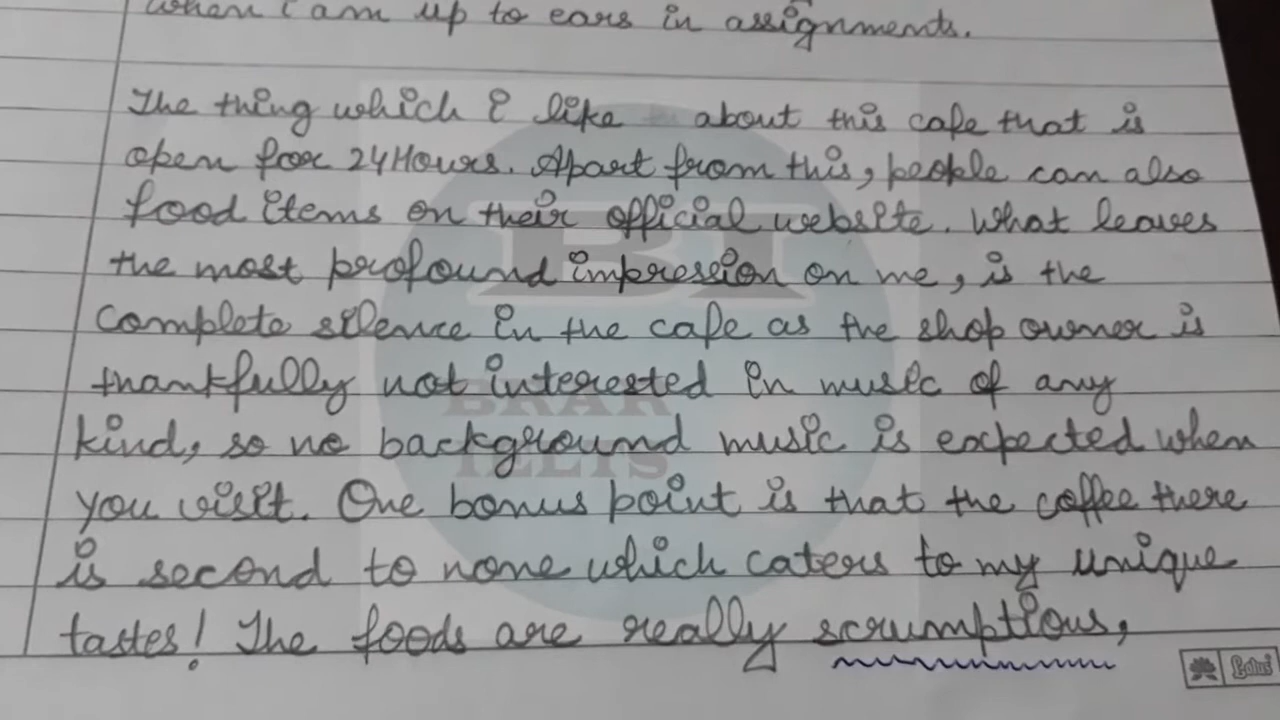 when i am up to ears in assignments.
The thing which i like about this cafe that is
open for 24Hours. Apart from this, people can also
food items on their official website. What leaves
the most profound impression on me, is the
Complete silence in the cafe as the shop owner is
thankfully not interested in music of any
kind, so no background music is expected when
you visit. One bonus point is that the coffee there
is second to none which caters to my unique
tastes! The foods are really scrumptious,
BI
BRAR
IELTS
Lotus